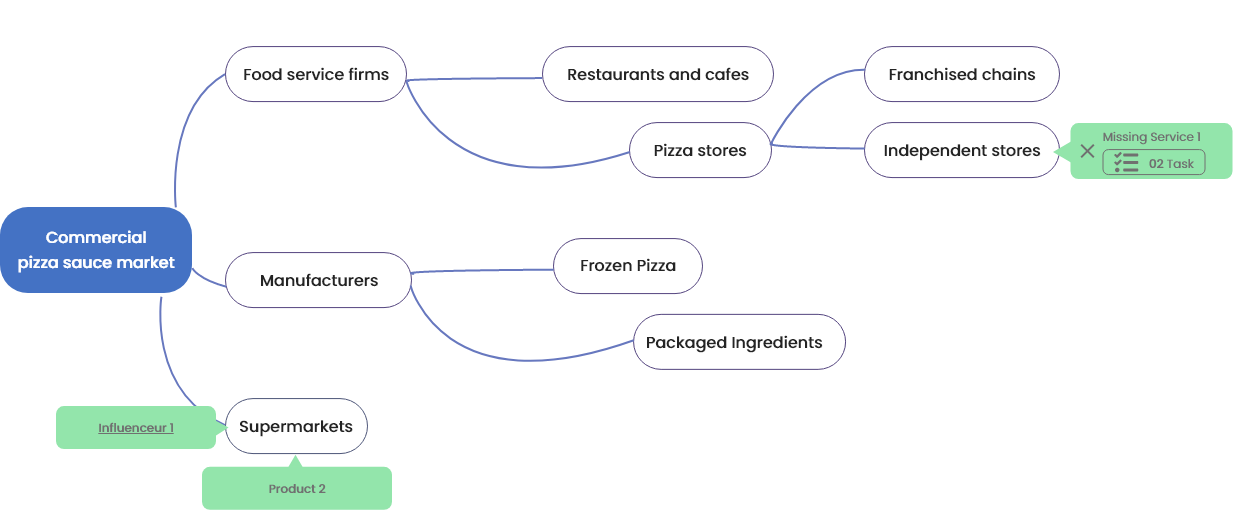 Food service firms
Restaurants and cafes
Franchised chains
Pizza stores
Independent stores
Missing Service 1
02 Task
Commercial
pizza sauce market
Manufacturers
Frozen Pizza
Packaged Ingredients
Influenceur 1
Supermarkets
Product 2